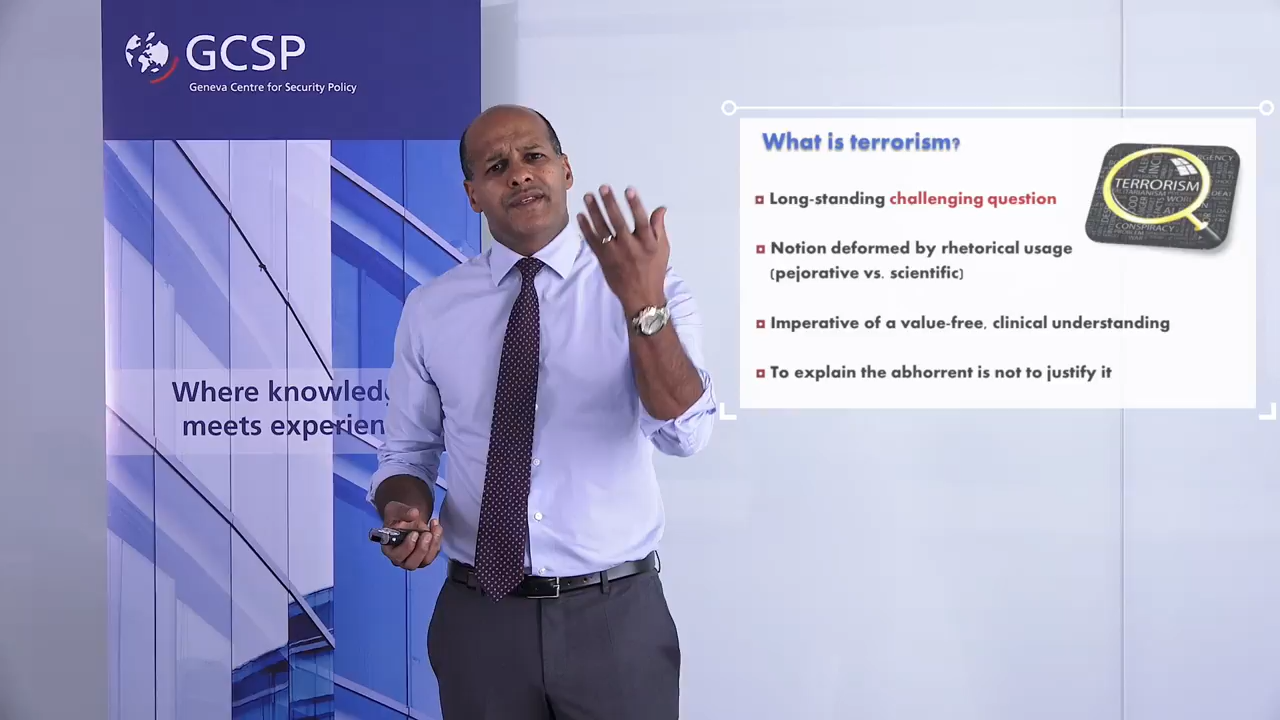 GCSP
Geneva Centre for Security Policy
Where knowled
meets experien
What is terrorism?
Long-standing challenging question
Notion deformed by rhetorical usage
(pejorative vs. scientific)
Imperative of a value-free, clinical understanding
To explain the abhorrent is not to justify it
TERRORISM
CONSPIRACY